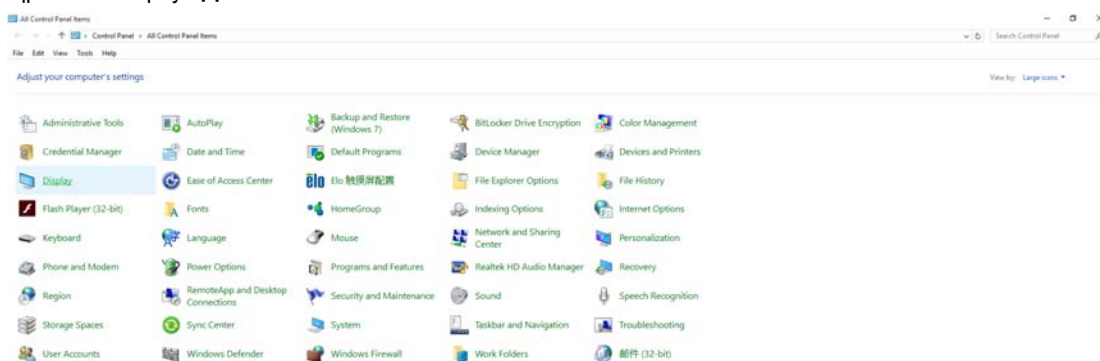 All Control Panel Items
Control Panel > All Control Panel Items
Search Control Panel
File Edit View Tools Help
Adjust your computer's settings
View by: Large icons
Administrative Tools
AutoPlay
Backup and Restore
(Windows 7)
BitLocker Drive Encryption
Color Management
Credential Manager
Date and Time
Default Programs
Device Manager
Devices and Printers
Display
Ease of Access Center
elo
Elo 触摸屏配置
File Explorer Options
File History
Flash Player (32-bit)
Fonts
HomeGroup
Indexing Options
Internet Options
Keyboard
Language
Mouse
Network and Sharing
Center
Personalization
Phone and Modem
Power Options
Programs and Features
Realtek HD Audio Manager
Recovery
Region
RemoteApp and Desktop
Connections
Security and Maintenance
Sound
Speech Recognition
Storage Spaces
Sync Center
System
Taskbar and Navigation
Troubleshooting
User Accounts
Windows Defender
Windows Firewall
Work Folders
邮件 (32-bit)